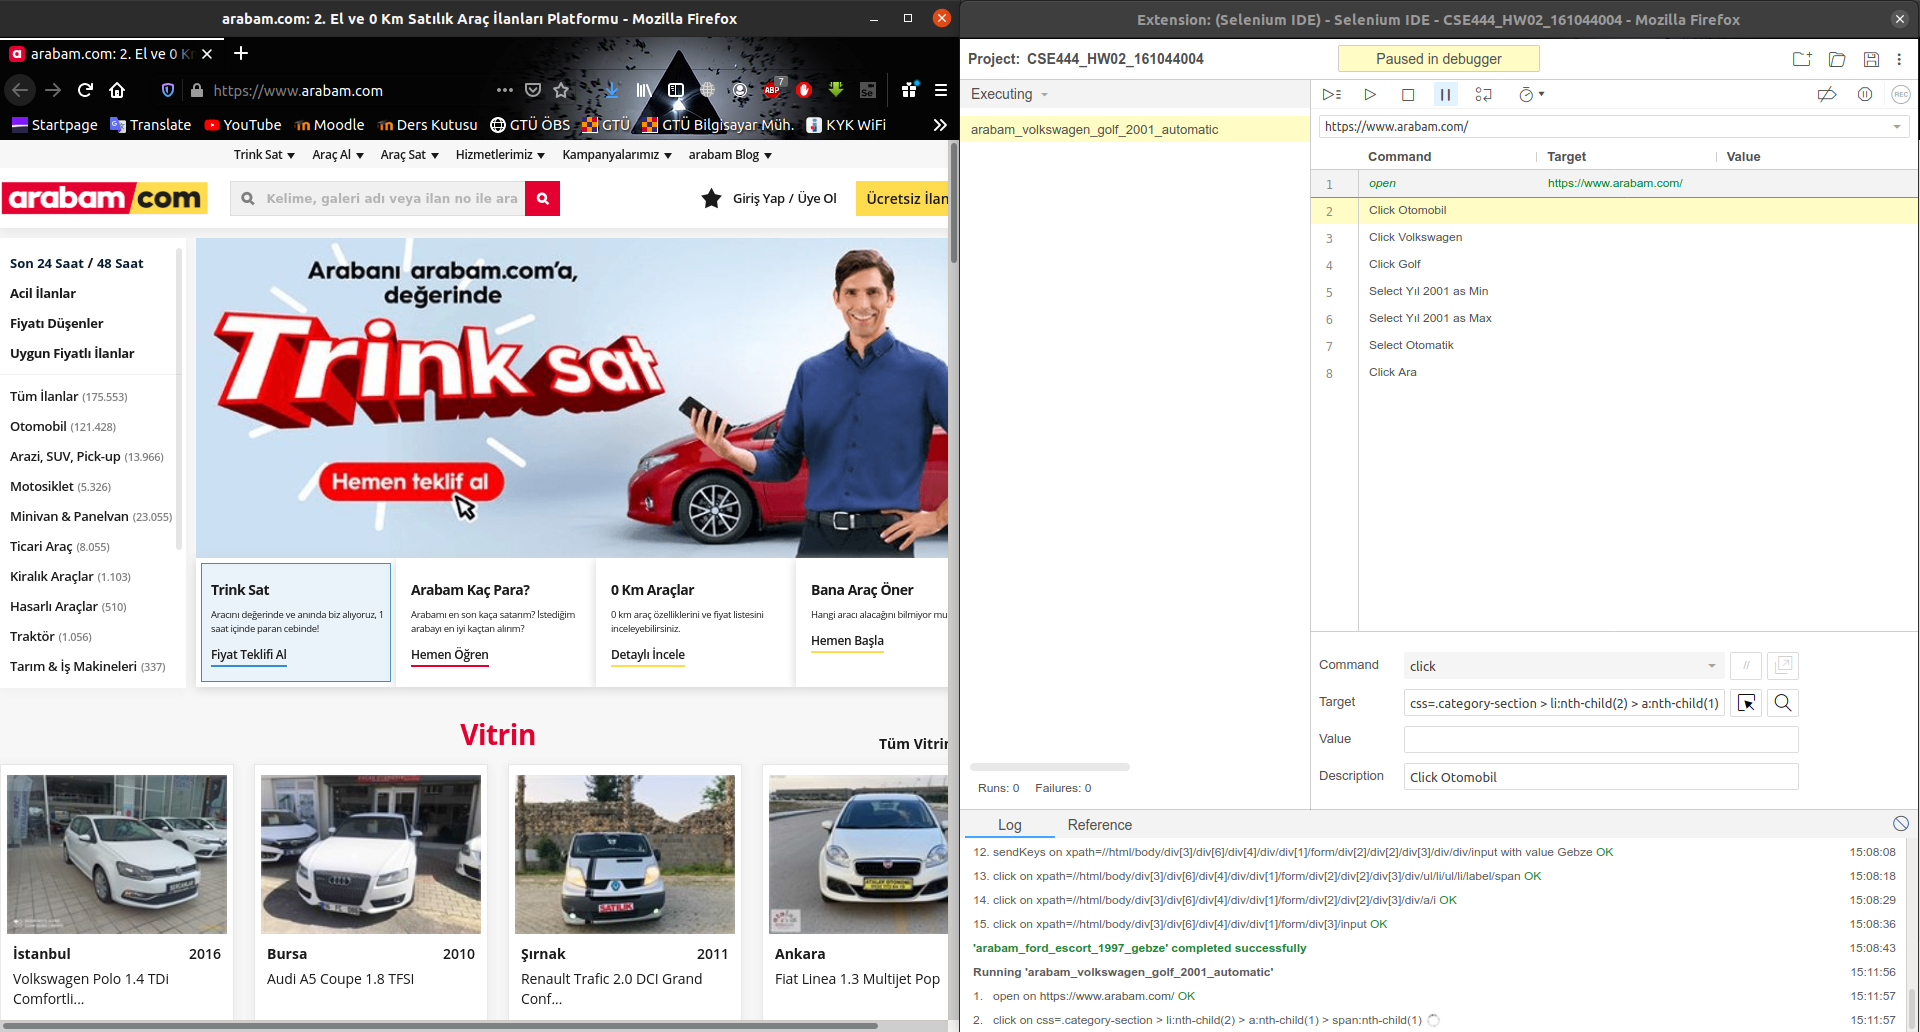 arabam.com: 2. El ve 0 Km Satılık Araç İlanları Platformu - Mozilla Firefox
arabam.com: 2. El ve 0 Kr
https://www.arabam.com
7
ABP
Se
Startpage Translate YouTube Moodle Ders Kutusu GTÜ ÖBS GTÜ GTÜ Bilgisayar Müh. KYK WiFi
Trink Sat Araç Al Araç Sat Hizmetlerimiz Kampanyalarımız arabam Blog
arabam.com
Kelime, galeri adı veya ilan no ile ara
Giriş Yap / Üye Ol
Ücretsiz İlan
Son 24 Saat / 48 Saat
Acil İlanlar
Fiyatı Düşenler
Uygun Fiyatlı İlanlar
Tüm İlanlar (175.553)
Otomobil (121.428)
Arazi, SUV, Pick-up (13.966)
Motosiklet (5.326)
Minivan & Panelvan (23.055)
Ticari Araç (8.055)
Kiralık Araçlar (1.103)
Hasarlı Araçlar (510)
Traktör (1.056)
Tarım & İş Makineleri (337)
Arabanı arabam.com'a,
değerinde
Trink sat
Hemen teklif al
Trink Sat
Aracını değerinde ve anında biz alıyoruz, 1
saat içinde paran cebinde!
Fiyat Teklifi Al
Arabam Kaç Para?
Arabamı en son kaça satarım? İstediğim
arabayı en iyi kaçtan alırım?
Hemen Öğren
0 Km Araçlar
0 km araç özelliklerini ve fiyat listesini
inceleyebilirsiniz.
Detaylı İncele
Bana Araç Öner
Hangi aracı alacağını bilmiyor mu
Hemen Başla
Vitrin
Tüm Vitrin
SATILIK
İstanbul 2016
Volkswagen Polo 1.4 TDi
Comfortli...
Bursa 2010
Audi A5 Coupe 1.8 TFSI
Şırnak 2011
Renault Trafic 2.0 DCI Grand
Conf...
Ankara
Fiat Linea 1.3 Multijet Pop
Extension: (Selenium IDE) - Selenium IDE - CSE444_HW02_161044004 - Mozilla Firefox
Project: CSE444_HW02_161044004
Paused in debugger
Executing
REC
arabam_volkswagen_golf_2001_automatic
https://www.arabam.com/
Command Target Value
1 open https://www.arabam.com/
2 Click Otomobil
3 Click Volkswagen
4 Click Golf
5 Select Yıl 2001 as Min
6 Select Yıl 2001 as Max
7 Select Otomatik
8 Click Ara
Command click //
Target css=.category-section > li:nth-child(2) > a:nth-child(1)
Value
Description Click Otomobil
Runs: 0 Failures: 0
Log Reference
12. sendKeys on xpath=//html/body/div[3]/div[6]/div[4]/div/div[1]/form/div[2]/div[2]/div[3]/div/div/input with value Gebze OK 15:08:08
13. click on xpath=//html/body/div[3]/div[6]/div[4]/div/div[1]/form/div[2]/div[2]/div[3]/div/ul/li/ul/li/label/span OK 15:08:18
14. click on xpath=//html/body/div[3]/div[6]/div[4]/div/div[1]/form/div[2]/div[2]/div[3]/div/a/i OK 15:08:29
15. click on xpath=//html/body/div[3]/div[6]/div[4]/div/div[1]/form/div[3]/input OK 15:08:36
'arabam_ford_escort_1997_gebze' completed successfully 15:08:43
Running 'arabam_volkswagen_golf_2001_automatic' 15:11:56
1. open on https://www.arabam.com/ OK 15:11:57
2. click on css=.category-section > li:nth-child(2) > a:nth-child(1) > span:nth-child(1) 15:11:57